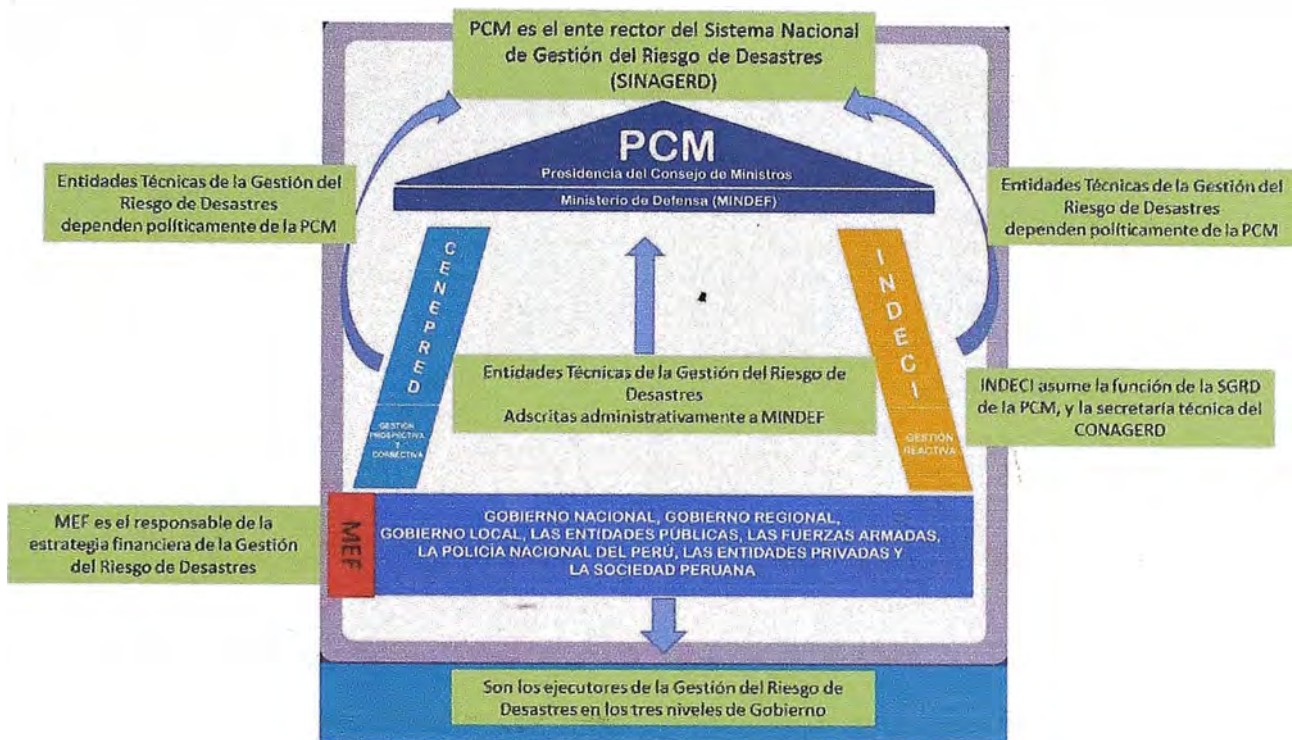 PCM es el ente rector del Sistema Nacional
de Gestión del Riesgo de Desastres
(SINAGERD)
PCM
Presidencia del Consejo de Ministros
Ministerio de Defensa (MINDEF)
Entidades Técnicas de la Gestión del
Riesgo de Desastres
dependen políticamente de la PCM
Entidades Técnicas de la Gestión del
Riesgo de Desastres
dependen políticamente de la PCM
CENEPRED
GESTIÓN
PROSPECTIVA
Y
CORRECTIVA
INDECI
GESTIÓN
REACTIVA
Entidades Técnicas de la Gestión del Riesgo de
Desastres
Adscritas administrativamente a MINDEF
INDECI asume la función de la SGRD
de la PCM, y la secretaría técnica del
CONAGERD
MEF es el responsable de la
estrategia financiera de la Gestión
del Riesgo de Desastres
MEF
GOBIERNO NACIONAL, GOBIERNO REGIONAL,
GOBIERNO LOCAL, LAS ENTIDADES PÚBLICAS, LAS FUERZAS ARMADAS,
LA POLICÍA NACIONAL DEL PERÚ, LAS ENTIDADES PRIVADAS Y
LA SOCIEDAD PERUANA
Son los ejecutores de la Gestión del Riesgo de
Desastres en los tres niveles de Gobierno